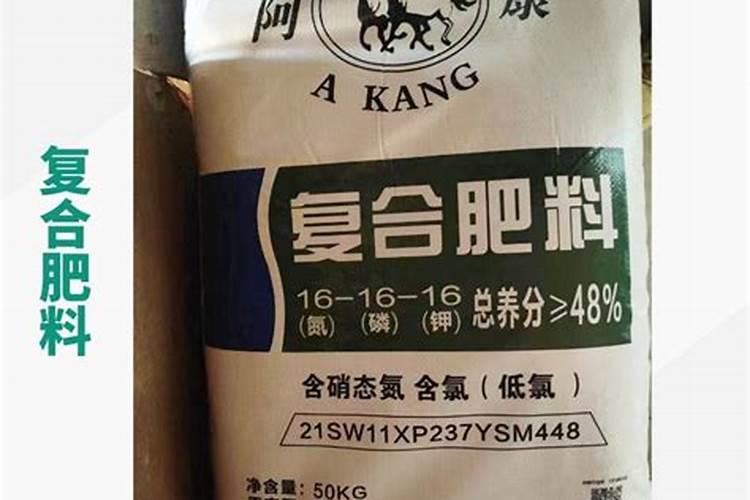 复合肥料
阿 康
A KANG
复合肥料
16-16-16 总养分≥48%
(氮) (磷) (钾)
含硝态氮 含氯(低氯)
21SW11XP237YSM448
净含量：50KG